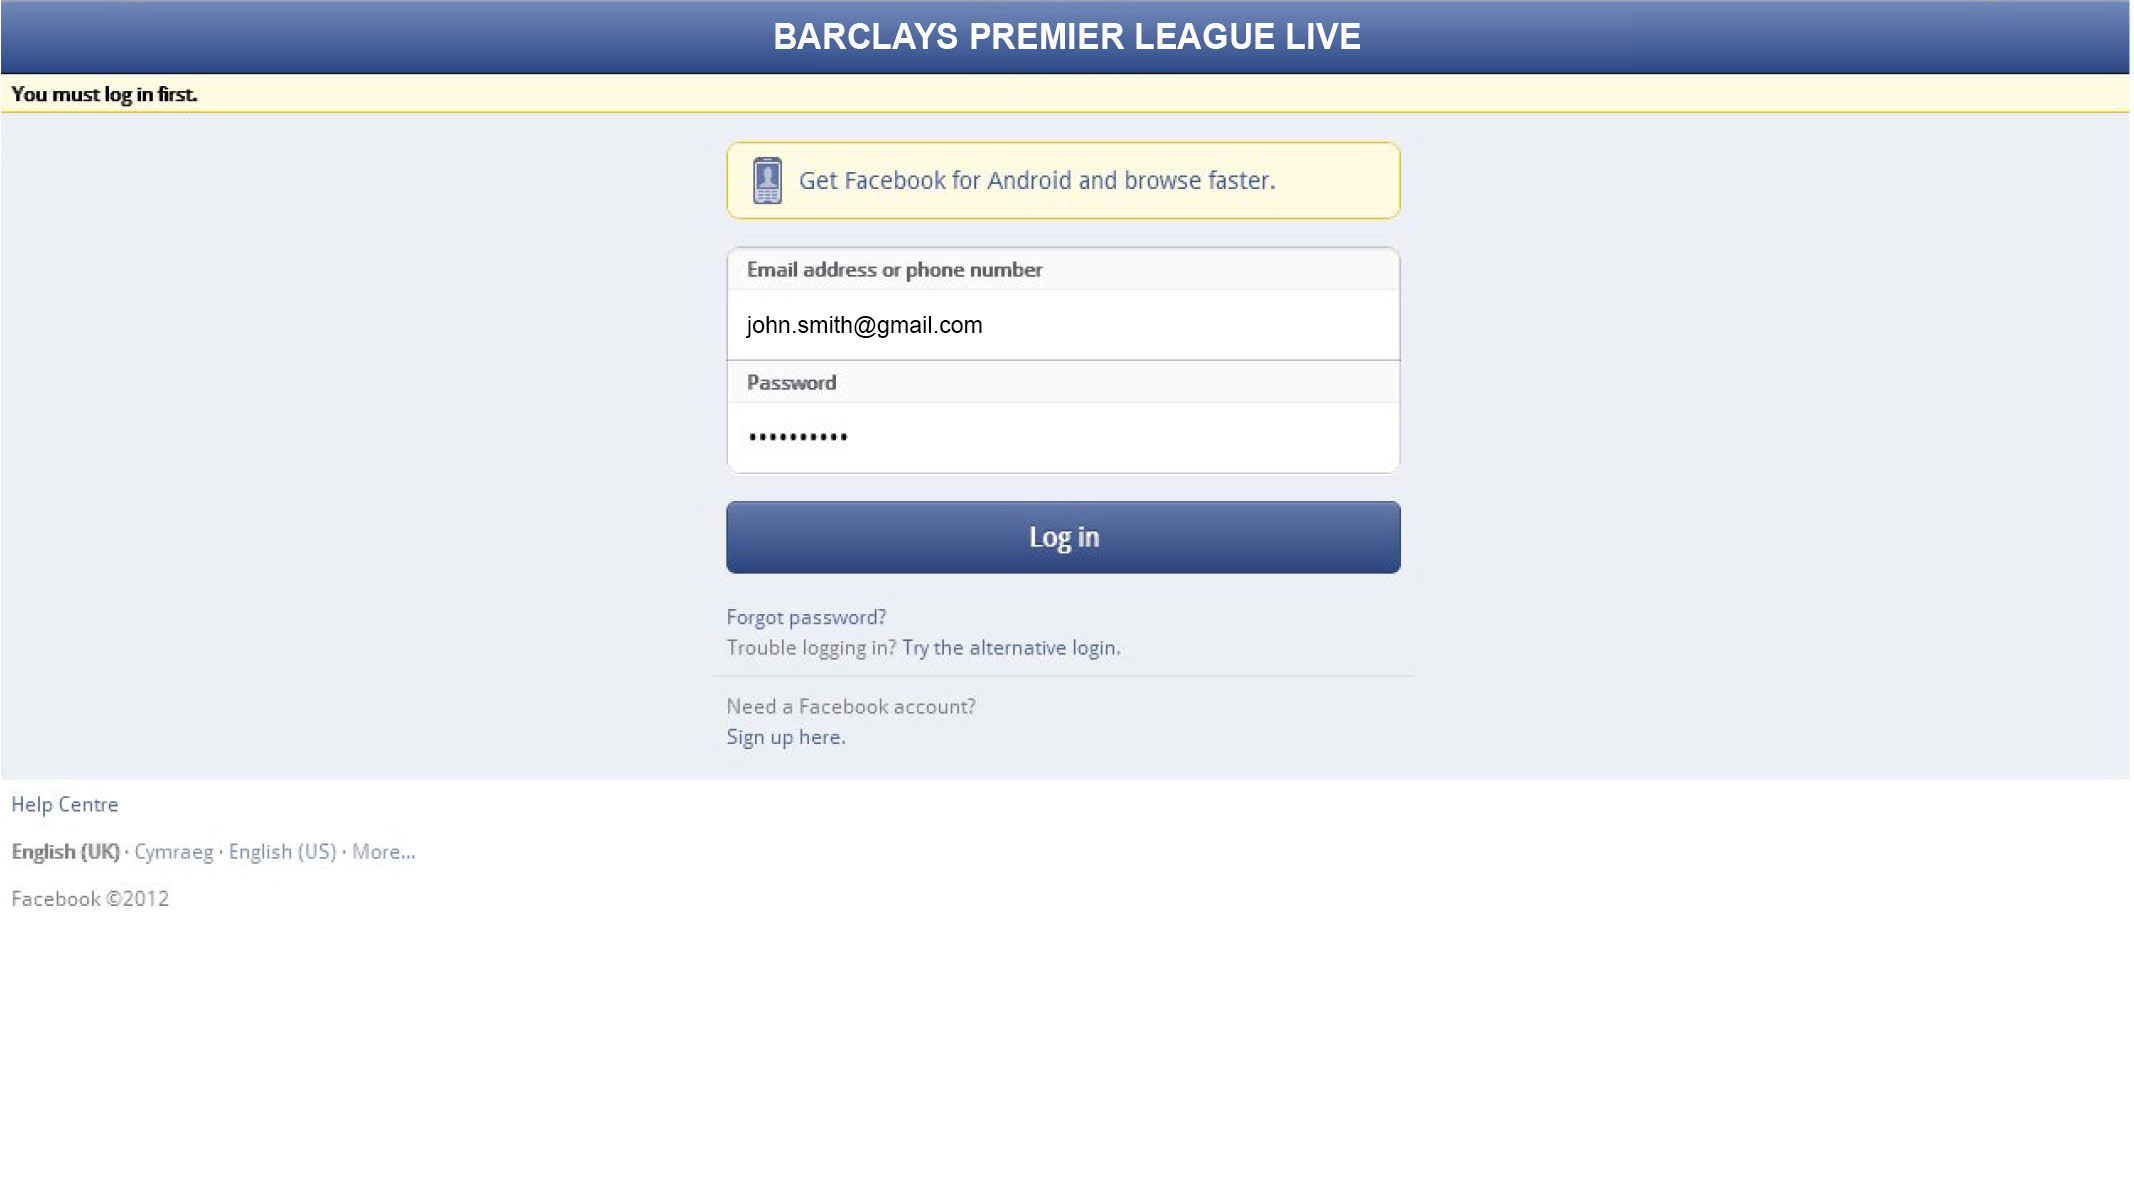 BARCLAYS PREMIER LEAGUE LIVE
You must log in first.
Get Facebook for Android and browse faster.
Email address or phone number
john.smith@gmail.com
Password
••••••••••
Log in
Forgot password?
Trouble logging in? Try the alternative login.
Need a Facebook account?
Sign up here.
Help Centre
English (UK) · Cymraeg · English (US) · More...
Facebook ©2012